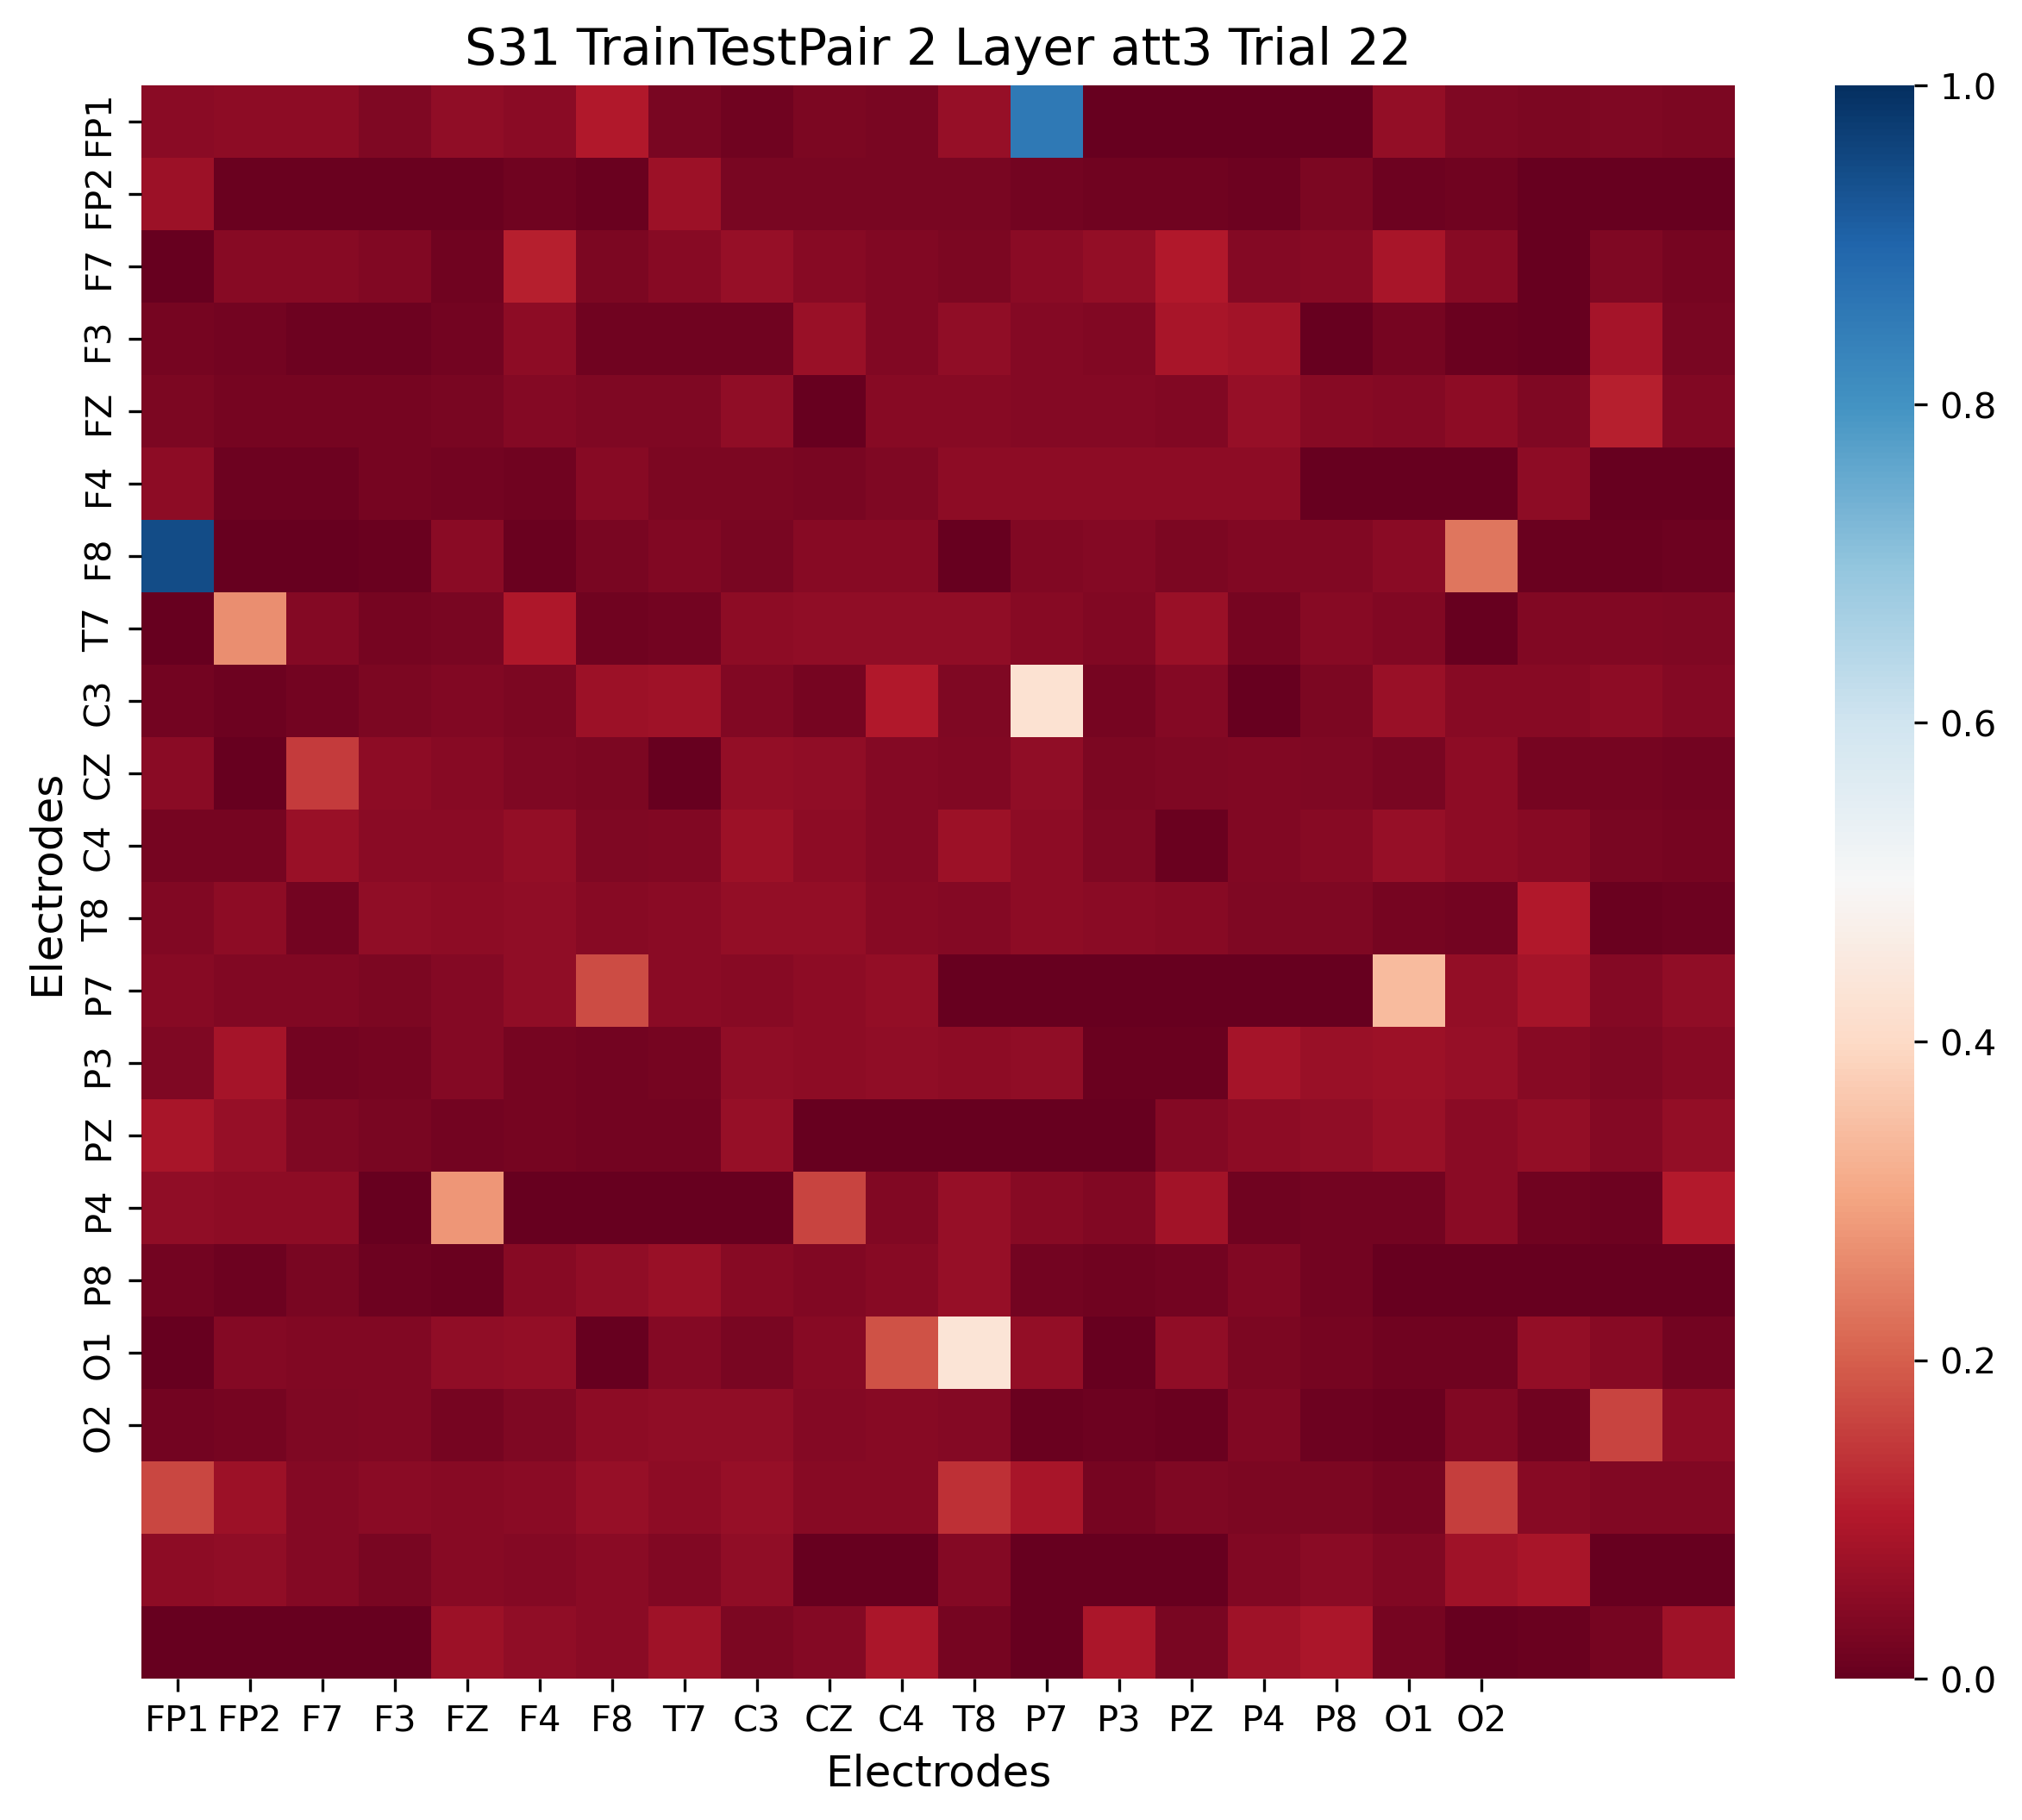 S31 TrainTestPair 2 Layer att3 Trial 22
Electrodes
FP1
FP2
F7
F3
FZ
F4
F8
T7
C3
CZ
C4
T8
P7
P3
PZ
P4
P8
O1
O2
FP1 FP2 F7 F3 FZ F4 F8 T7 C3 CZ C4 T8 P7 P3 PZ P4 P8 O1 O2
Electrodes
1.0
0.8
0.6
0.4
0.2
0.0